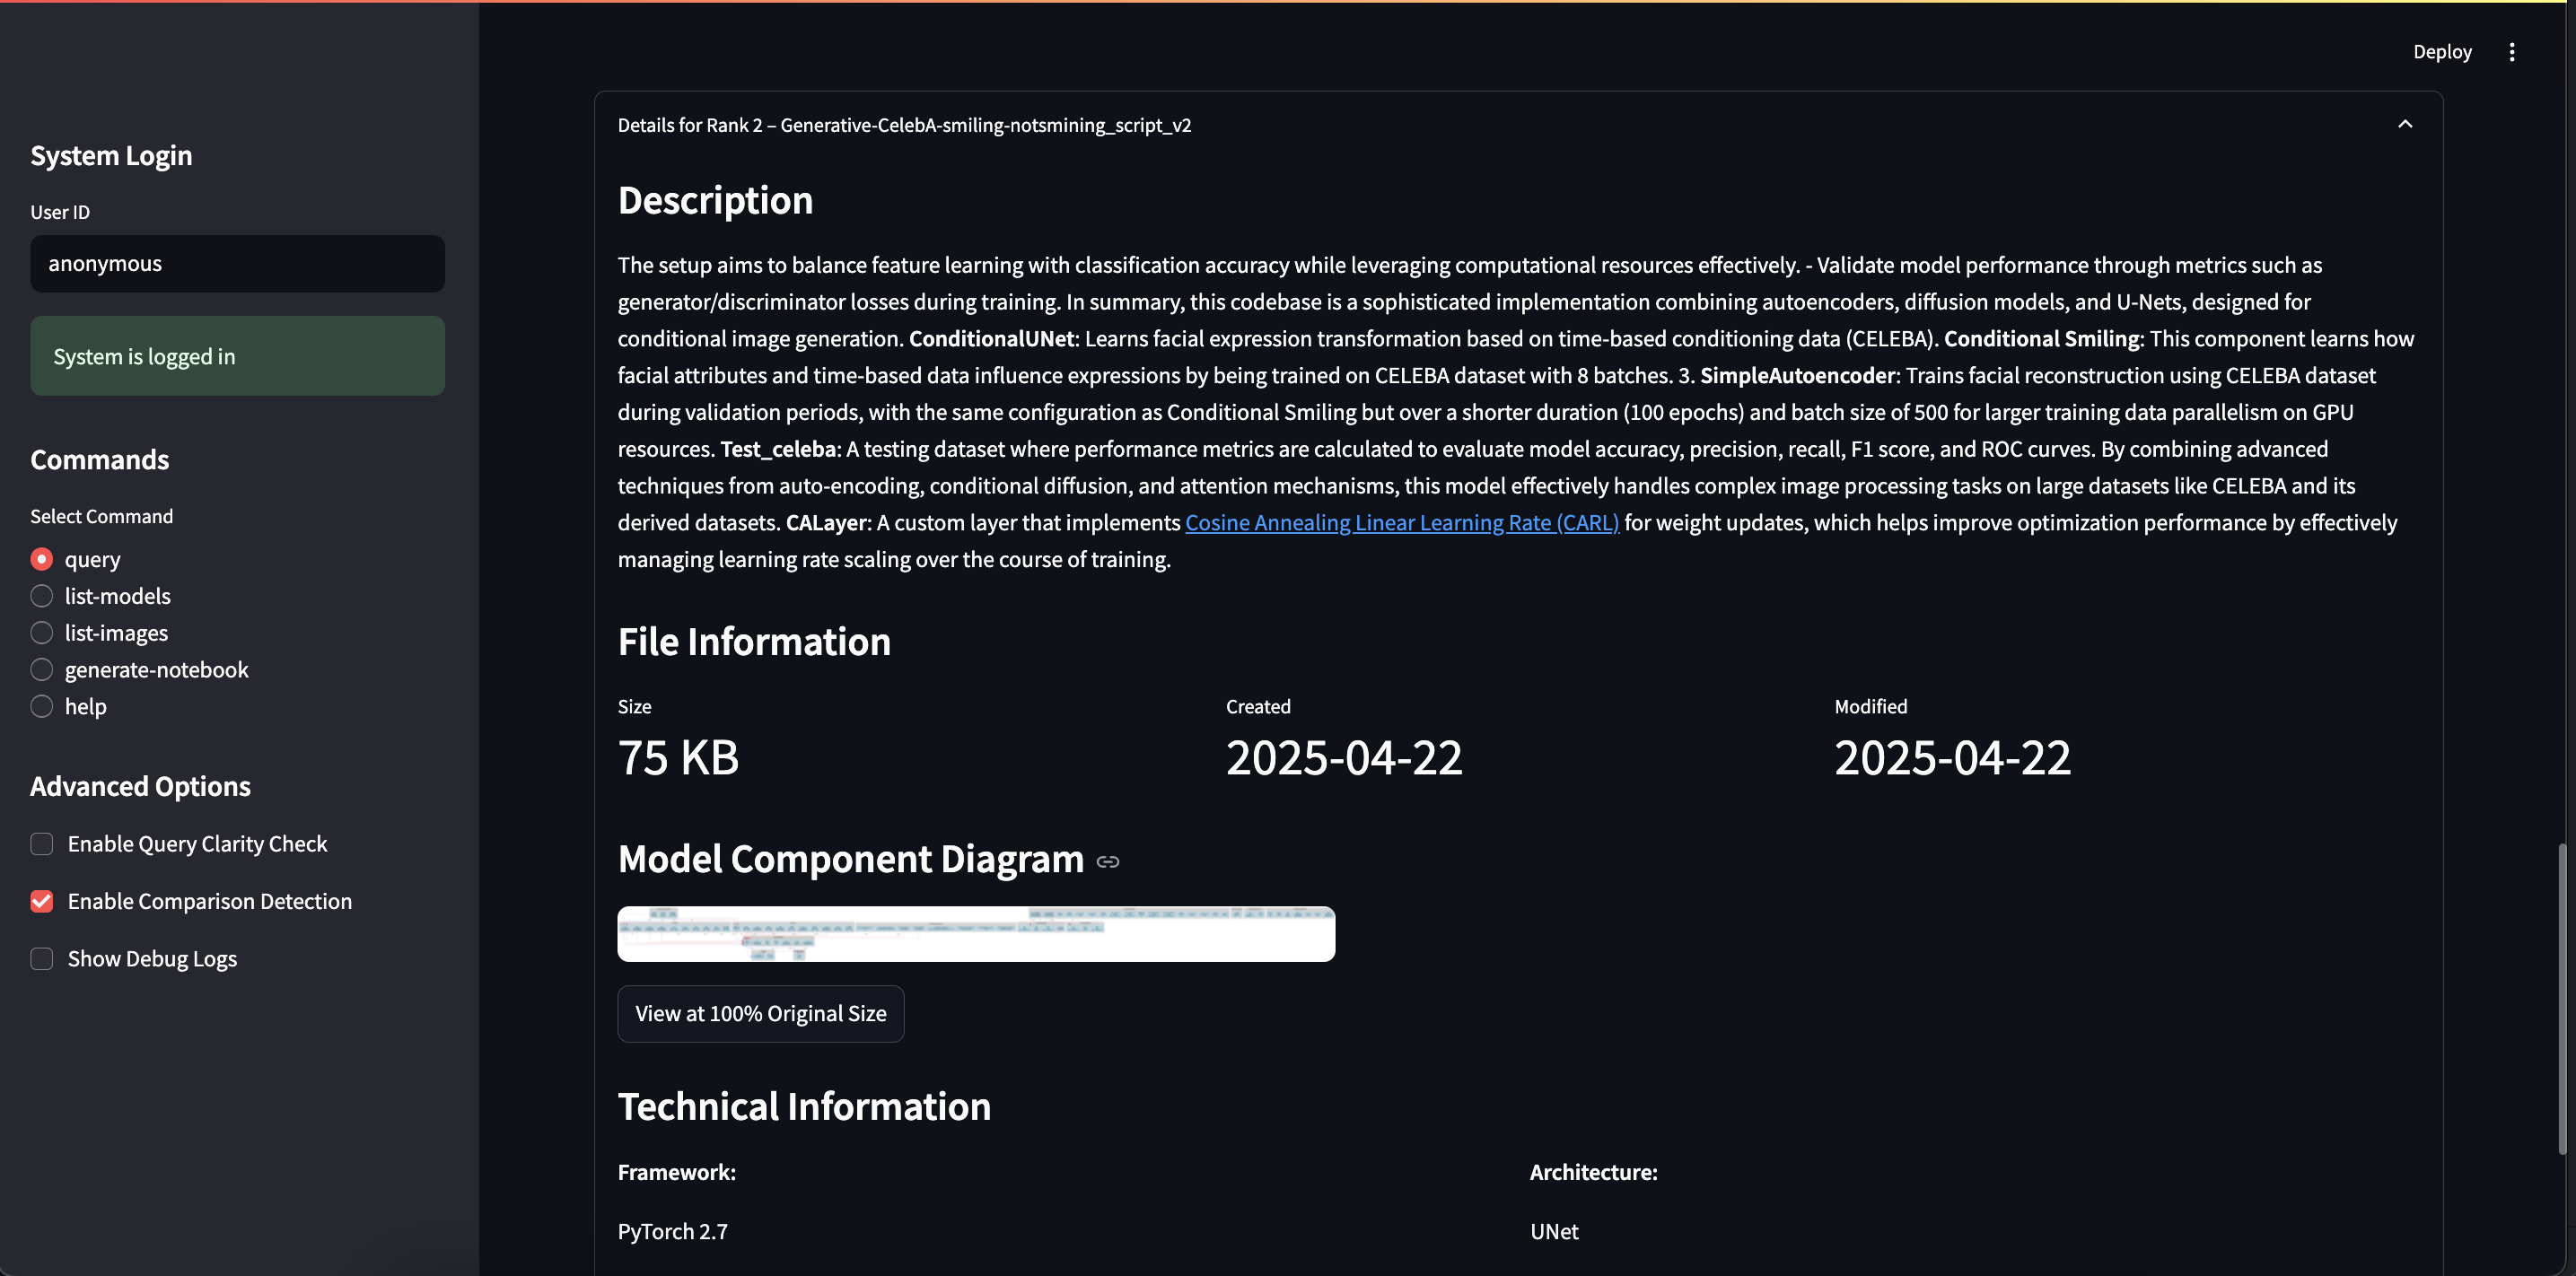 Deploy
System Login
User ID
anonymous
System is logged in
Commands
Select Command
query
list-models
list-images
generate-notebook
help
Advanced Options
Enable Query Clarity Check
Enable Comparison Detection
Show Debug Logs
Details for Rank 2 – Generative-CelebA-smiling-notsmining_script_v2
Description
The setup aims to balance feature learning with classification accuracy while leveraging computational resources effectively. - Validate model performance through metrics such as
generator/discriminator losses during training. In summary, this codebase is a sophisticated implementation combining autoencoders, diffusion models, and U-Nets, designed for
conditional image generation. ConditionalUNet: Learns facial expression transformation based on time-based conditioning data (CELEBA). Conditional Smiling: This component learns how
facial attributes and time-based data influence expressions by being trained on CELEBA dataset with 8 batches. 3. SimpleAutoencoder: Trains facial reconstruction using CELEBA dataset
during validation periods, with the same configuration as Conditional Smiling but over a shorter duration (100 epochs) and batch size of 500 for larger training data parallelism on GPU
resources. Test_celeba: A testing dataset where performance metrics are calculated to evaluate model accuracy, precision, recall, F1 score, and ROC curves. By combining advanced
techniques from auto-encoding, conditional diffusion, and attention mechanisms, this model effectively handles complex image processing tasks on large datasets like CELEBA and its
derived datasets. CALayer: A custom layer that implements Cosine Annealing Linear Learning Rate (CARL) for weight updates, which helps improve optimization performance by effectively
managing learning rate scaling over the course of training.
File Information
Size
75 KB
Created
2025-04-22
Modified
2025-04-22
Model Component Diagram
View at 100% Original Size
Technical Information
Framework:
PyTorch 2.7
Architecture:
UNet